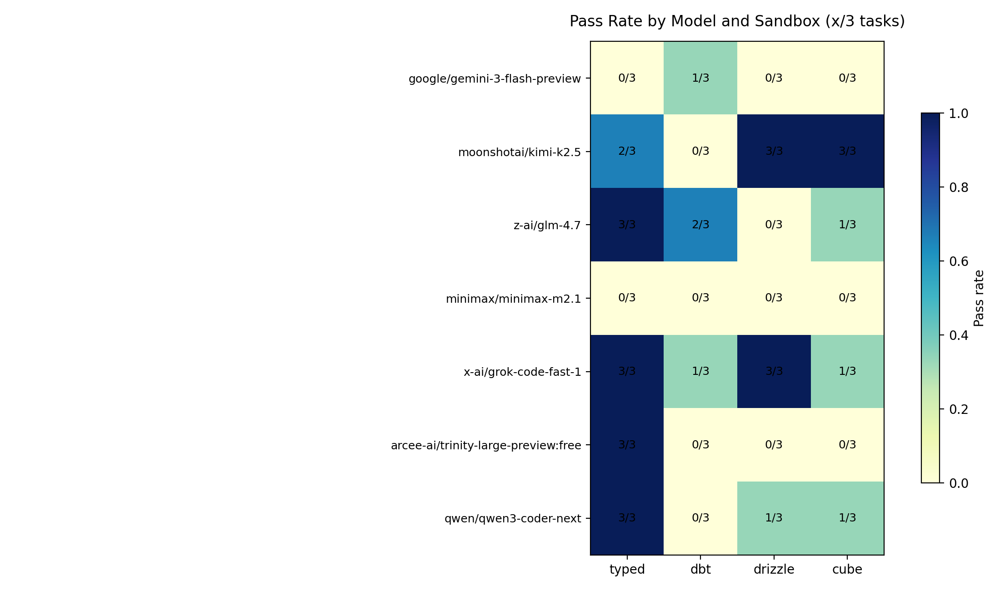 Pass Rate by Model and Sandbox (x/3 tasks)
google/gemini-3-flash-preview 0/3 1/3 0/3 0/3
moonshotai/kimi-k2.5 2/3 0/3 3/3 3/3
z-ai/glm-4.7 3/3 2/3 0/3 1/3
minimax/minimax-m2.1 0/3 0/3 0/3 0/3
x-ai/grok-code-fast-1 3/3 1/3 3/3 1/3
arcee-ai/trinity-large-preview:free 3/3 0/3 0/3 0/3
qwen/qwen3-coder-next 3/3 0/3 1/3 1/3
typed dbt drizzle cube
1.0
0.8
0.6
0.4
0.2
0.0
Pass rate